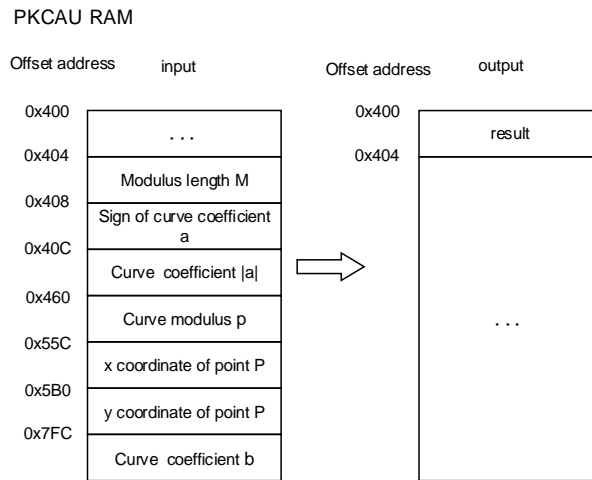 PKCAU RAM
Offset address
input
Offset address
output
0x400
. . .
0x404
Modulus length M
0x408
Sign of curve coefficient
a
0x40C
Curve coefficient |a|
0x460
Curve modulus p
0x55C
x coordinate of point P
0x5B0
y coordinate of point P
0x7FC
Curve coefficient b
0x400
result
0x404
. . .